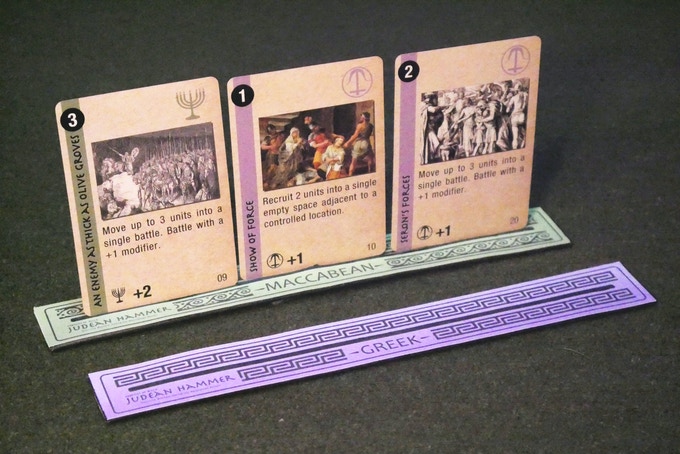 3
AN ENEMY AS THICK AS OLIVE GROVES
Move up to 3 units into a
single battle. Battle with a
+1 modifier.
+2
09
1
SHOW OF FORCE
Recruit 2 units into a single
empty space adjacent to a
controlled location.
+1
10
2
SERON'S FORCES
Move up to 3 units into a
single battle. Battle with a
+1 modifier.
+1
20
JUDEAN HAMMER
-MACCABEAN-
JUDEAN HAMMER
-GREEK-